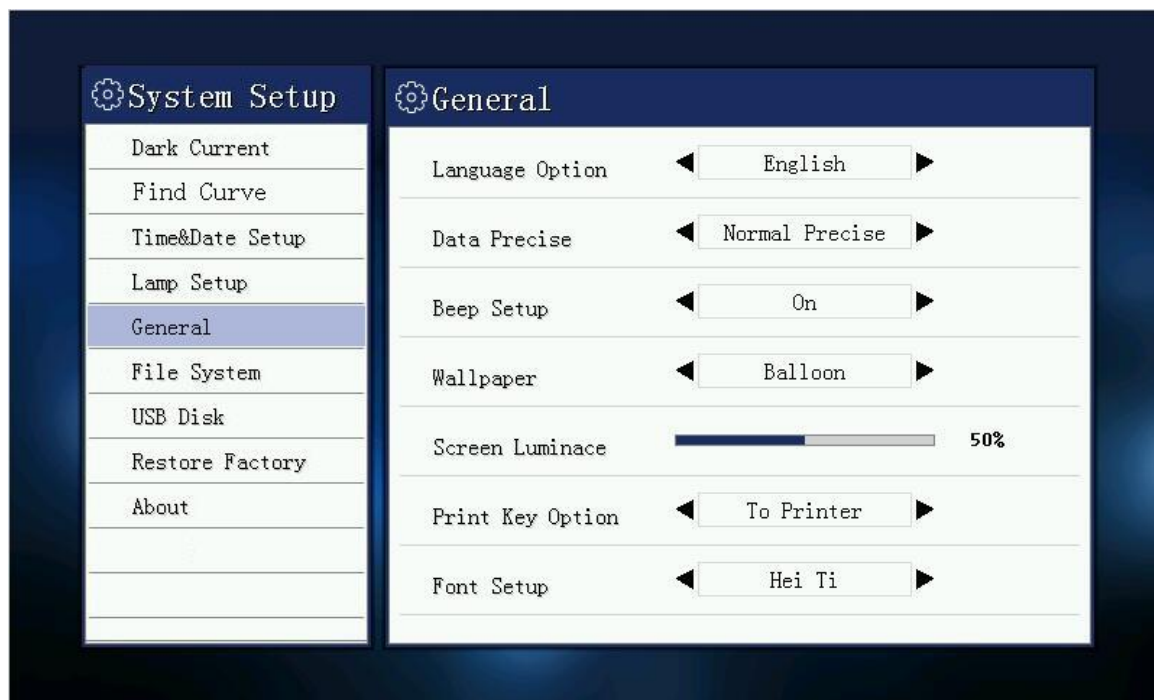 System Setup
Dark Current
Find Curve
Time&Date Setup
Lamp Setup
General
File System
USB Disk
Restore Factory
About
General
Language Option English
Data Precise Normal Precise
Beep Setup On
Wallpaper Balloon
Screen Luminace 50%
Print Key Option To Printer
Font Setup Hei Ti